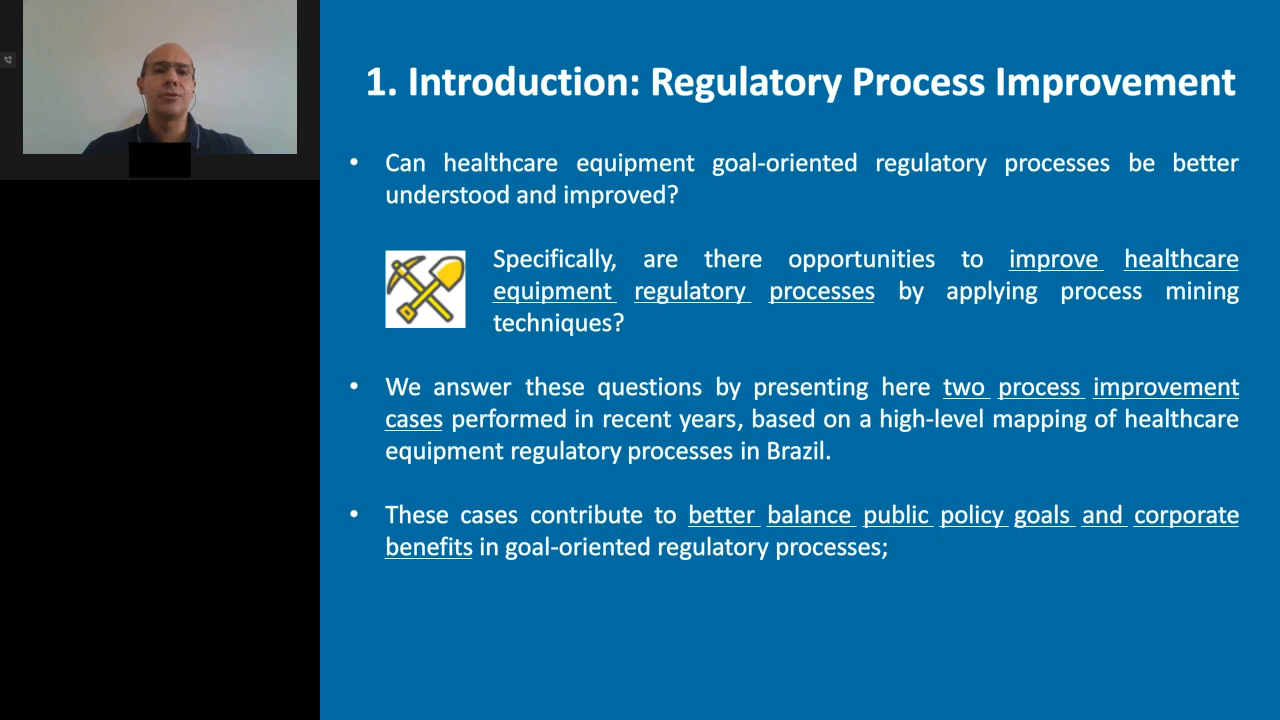 1. Introduction: Regulatory Process Improvement
• Can healthcare equipment goal-oriented regulatory processes be better
understood and improved?
Specifically, are there opportunities to improve healthcare
equipment regulatory processes by applying process mining
techniques?
• We answer these questions by presenting here two process improvement
cases performed in recent years, based on a high-level mapping of healthcare
equipment regulatory processes in Brazil.
• These cases contribute to better balance public policy goals and corporate
benefits in goal-oriented regulatory processes;